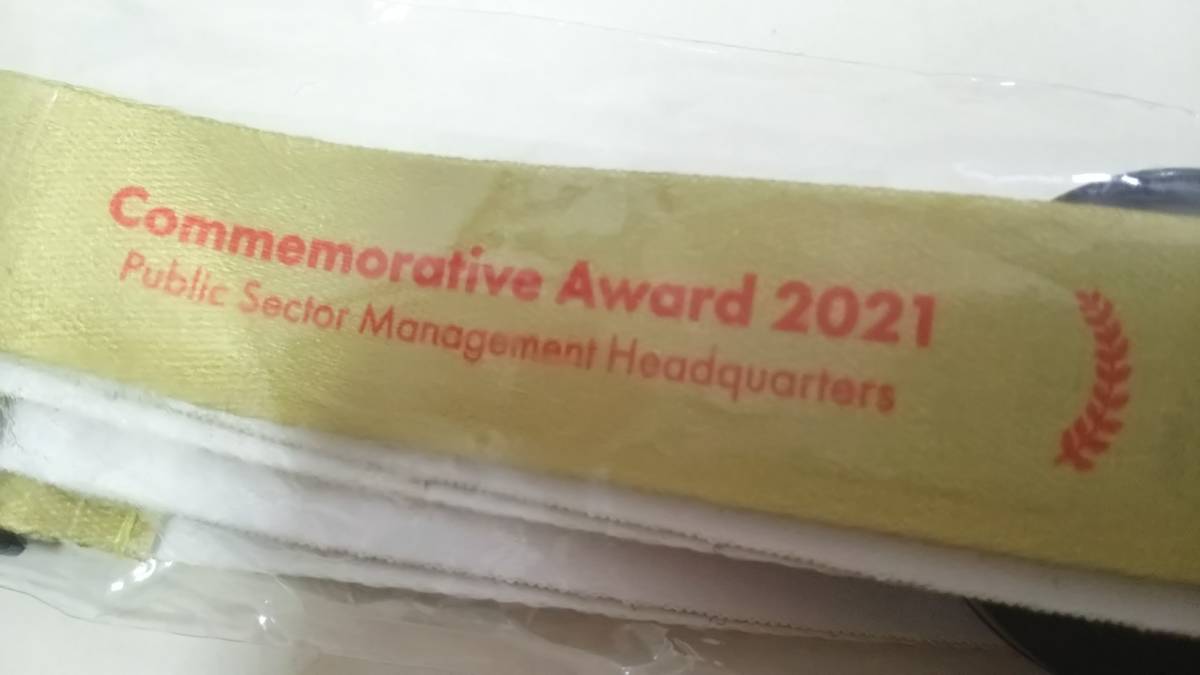 Commemorative Award 2021
Public Sector Management Headquarters